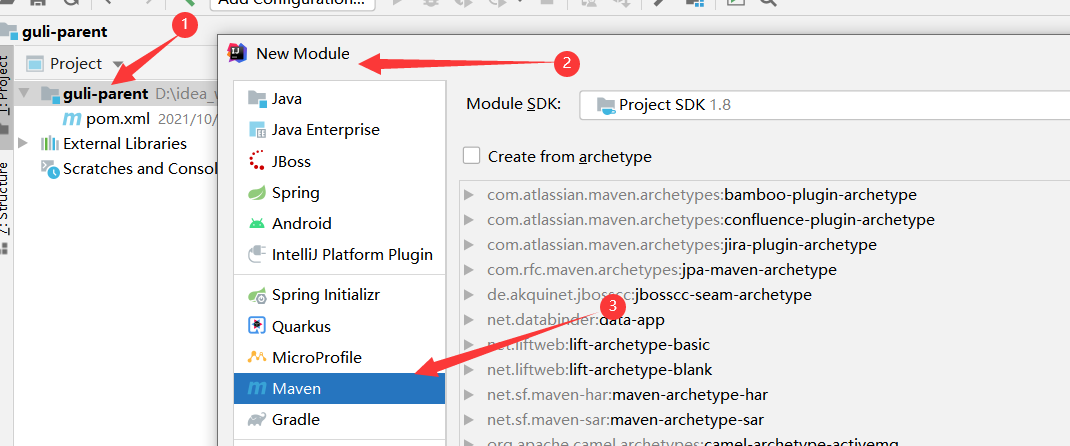 Add Configuration...
guli-parent
1
1: Project
Project
guli-parent D:\idea_
pom.xml 2021/10/
External Libraries
Scratches and Consol
Structure
New Module
2
Java
Java Enterprise
JBoss
Spring
Android
IntelliJ Platform Plugin
Spring Initializr
Quarkus
MicroProfile
Maven
Gradle
Module SDK:
Project SDK 1.8
Create from archetype
com.atlassian.maven.archetypes:bamboo-plugin-archetype
com.atlassian.maven.archetypes:confluence-plugin-archetype
com.atlassian.maven.archetypes:jira-plugin-archetype
com.rfc.maven.archetypes:jpa-maven-archetype
de.akquinet.jbosscc:jbosscc-seam-archetype
3
net.databinder:data-app
net.liftweb:lift-archetype-basic
net.liftweb:lift-archetype-blank
net.sf.maven-har:maven-archetype-har
net.sf.maven-sar:maven-archetype-sar
org.apache.camel.archetypes:camel-archetype-activemq